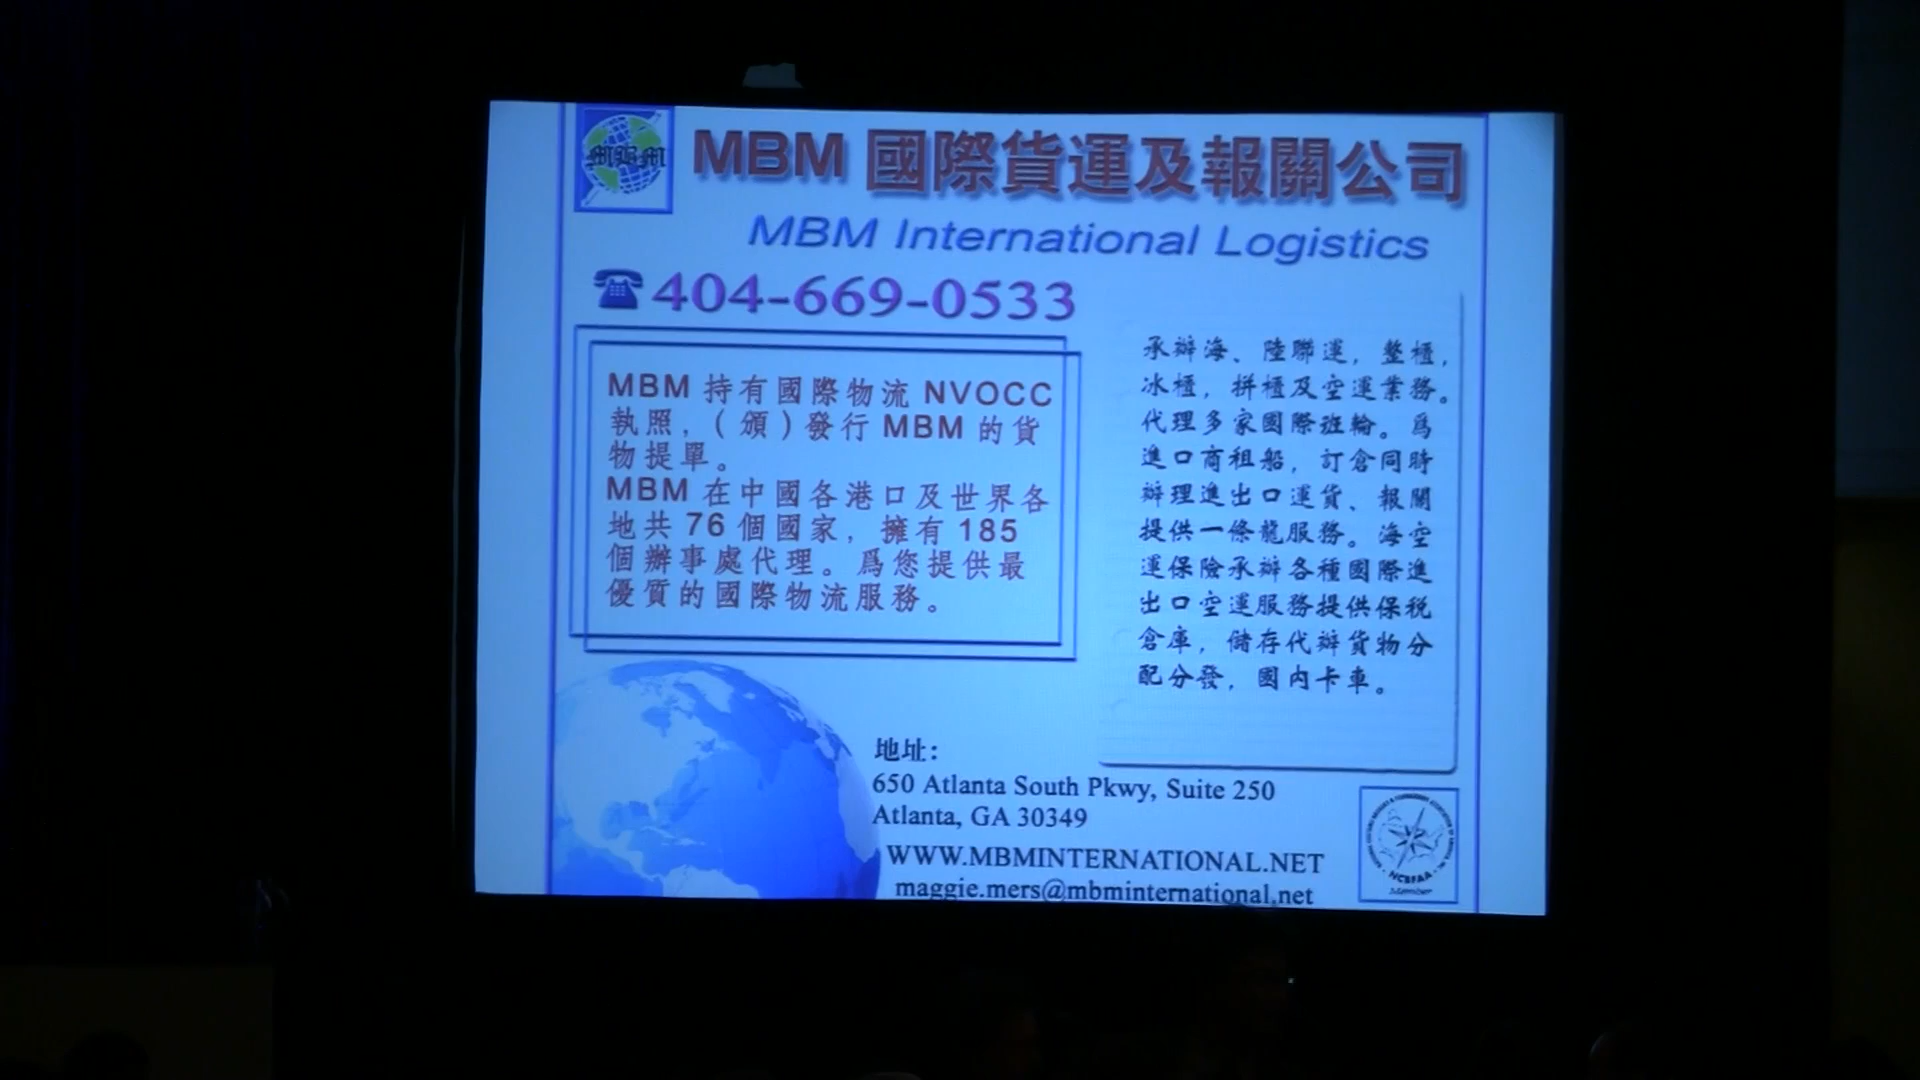 MBM
MBM 國際貨運及報關公司
MBM International Logistics
404-669-0533
MBM 持有國際物流 NVOCC
執照,(頒)發行 MBM 的貨
物提單。
MBM 在中國各港口及世界各
地共 76 個國家,擁有 185
個辦事處代理。爲您提供最
優質的國際物流服務。
承辦海、陸聯運,整櫃,
冰櫃,拼櫃及空運業務。
代理多家國際班輪。爲
進口商租船,訂倉同時
辦理進出口運貨、報關
提供一條龍服務。海空
運保險承辦各種國際進
出口空運服務提供保稅
倉庫,儲存代辦貨物分
配分發,國内卡車。
地址:
650 Atlanta South Pkwy, Suite 250
Atlanta, GA 30349
WWW.MBMINTERNATIONAL.NET
maggie.mers@mbminternational.net
NCBFAA
Member